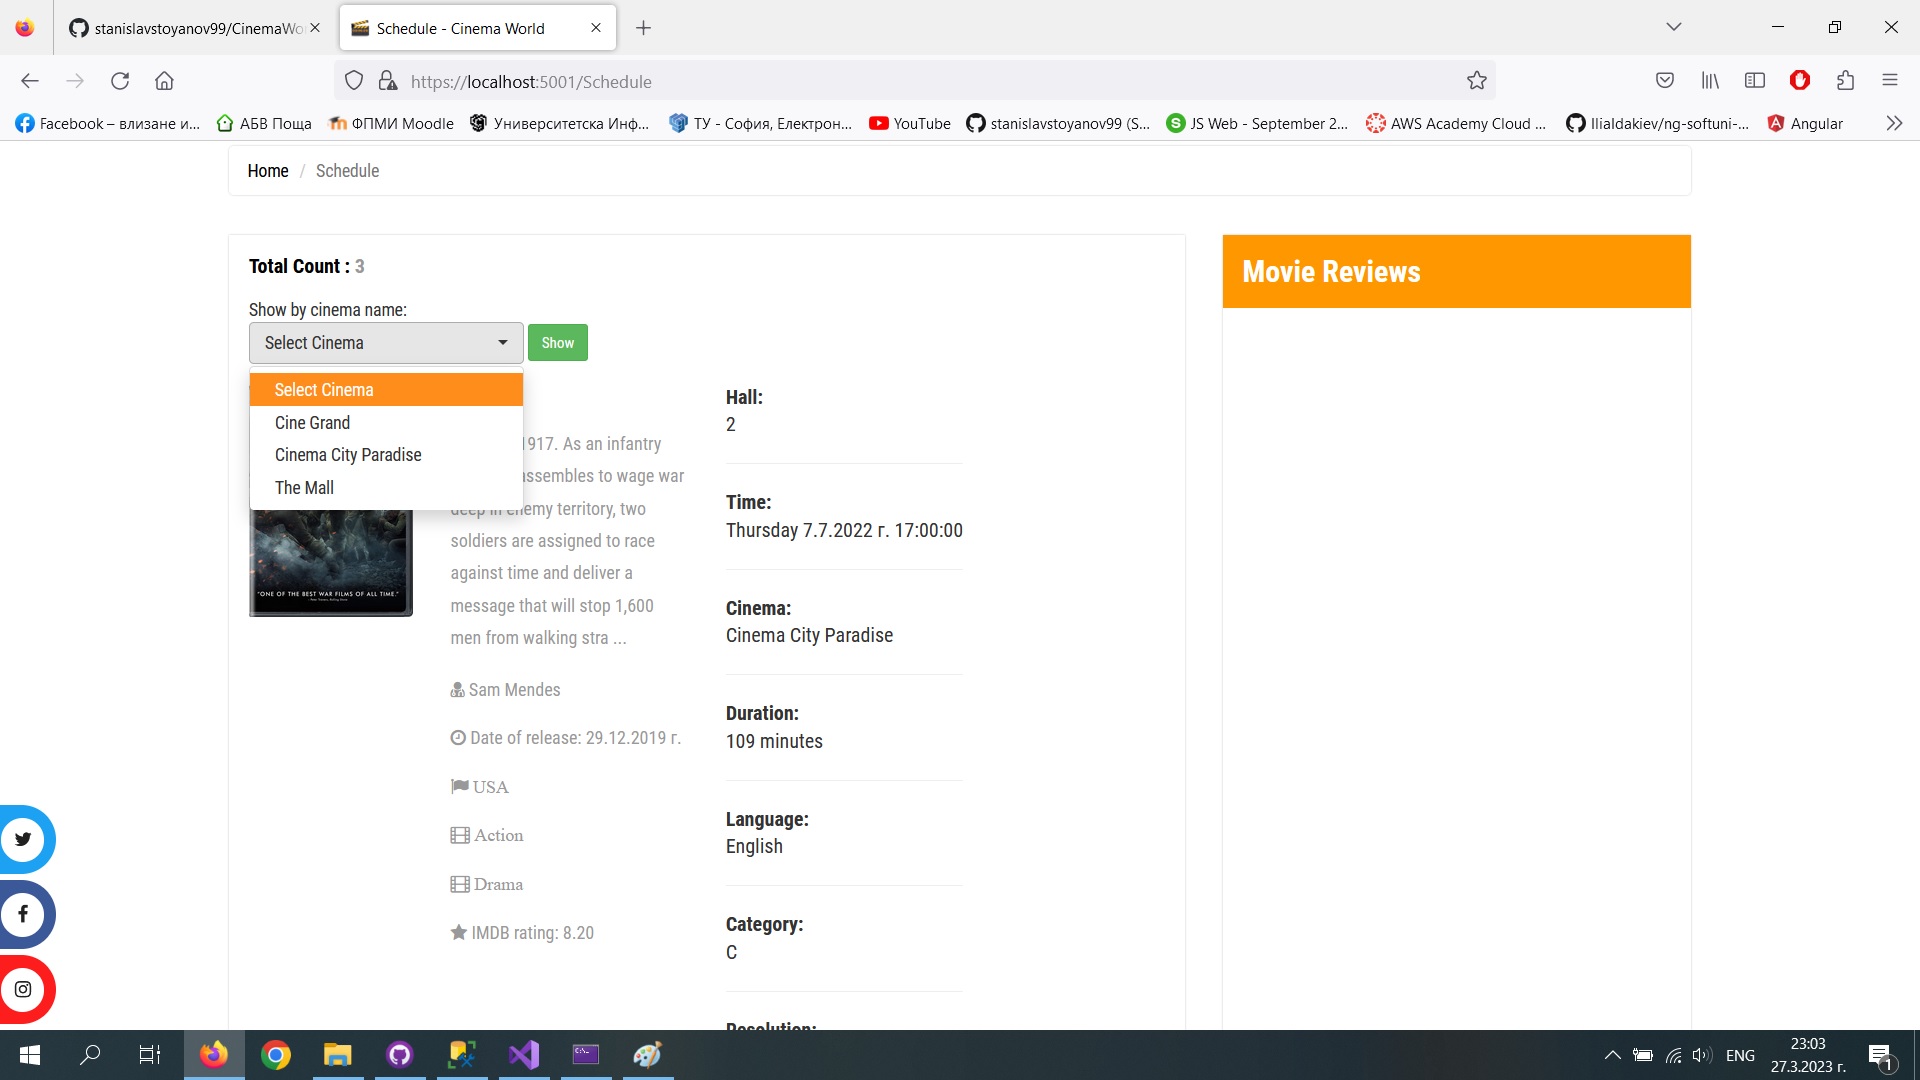 stanislavstoyanov99/CinemaWo
Schedule - Cinema World
https://localhost:5001/Schedule
Facebook – влизане и...
АБВ Поща
ФПМИ Moodle
Университетска Инф...
ТУ - София, Електрон...
YouTube
stanislavstoyanov99 (S...
JS Web - September 2...
AWS Academy Cloud ...
IliaIdakiev/ng-softuni-...
Angular
Home / Schedule
Total Count : 3
Show by cinema name:
Select Cinema
Show
Select Cinema
Cine Grand
Cinema City Paradise
The Mall
1917. As an infantry
assembles to wage war
deep in enemy territory, two
soldiers are assigned to race
against time and deliver a
message that will stop 1,600
men from walking stra ...
"ONE OF THE BEST WAR FILMS OF ALL TIME."
Sam Mendes
Date of release: 29.12.2019 г.
USA
Action
Drama
IMDB rating: 8.20
Hall:
2
Time:
Thursday 7.7.2022 г. 17:00:00
Cinema:
Cinema City Paradise
Duration:
109 minutes
Language:
English
Category:
C
Resolution:
Movie Reviews
ENG
23:03
27.3.2023 г.
1